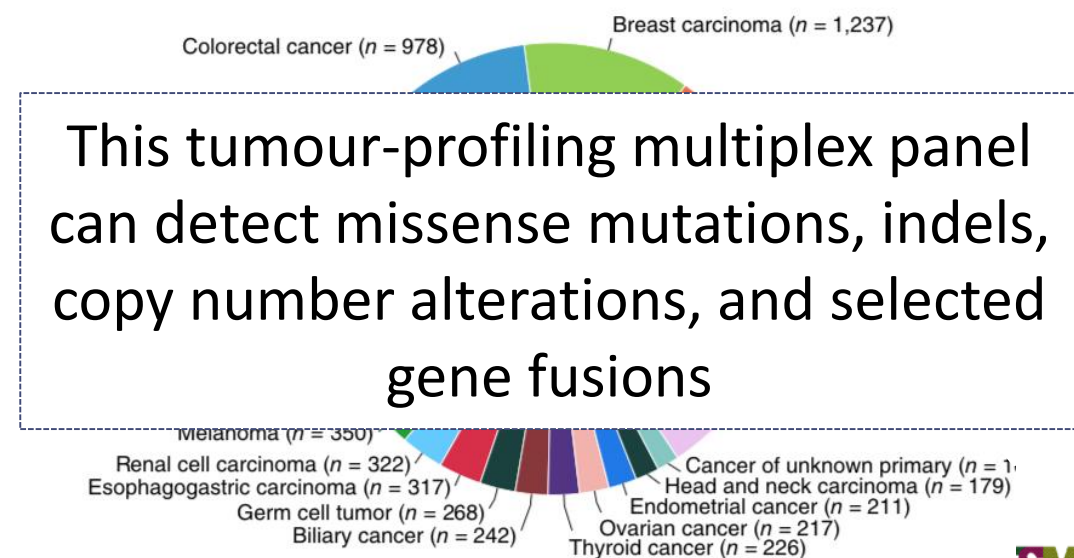 Breast carcinoma (n = 1,237)
Colorectal cancer (n = 978)
This tumour-profiling multiplex panel
can detect missense mutations, indels,
copy number alterations, and selected
gene fusions
Melanoma (n = 350)
Renal cell carcinoma (n = 322)
Cancer of unknown primary (n =
Esophagogastric carcinoma (n = 317)
Head and neck carcinoma (n = 179)
Germ cell tumor (n = 268)
Endometrial cancer (n = 211)
Biliary cancer (n = 242)
Ovarian cancer (n = 217)
Thyroid cancer (n = 226)